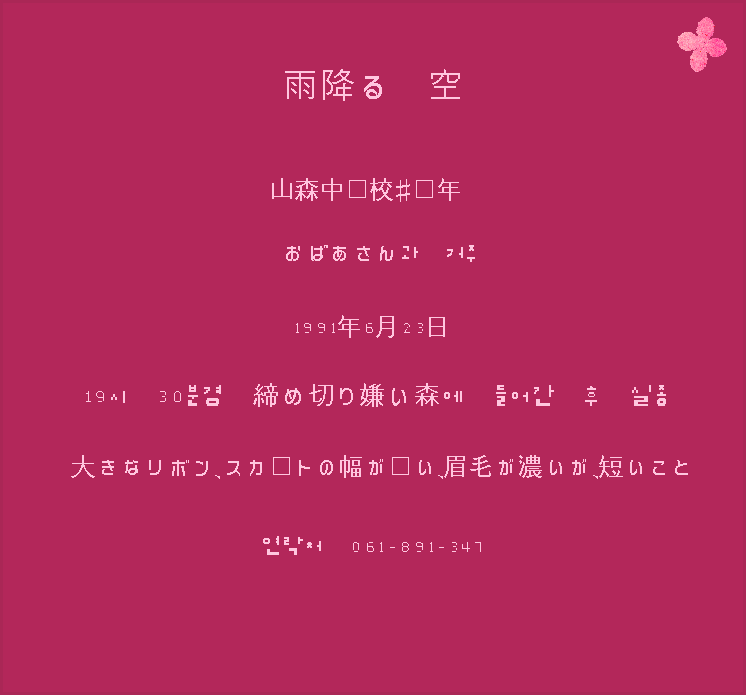 雨降る 空
山森中□校#□年
おばあさん과 거주
1991年6月23日
19시 30분경 締め切り嫌い森에 들어간 후 실종
大きなリボン、スカ□トの幅が□い、眉毛が濃いが、短いこと
연락처 061-891-347